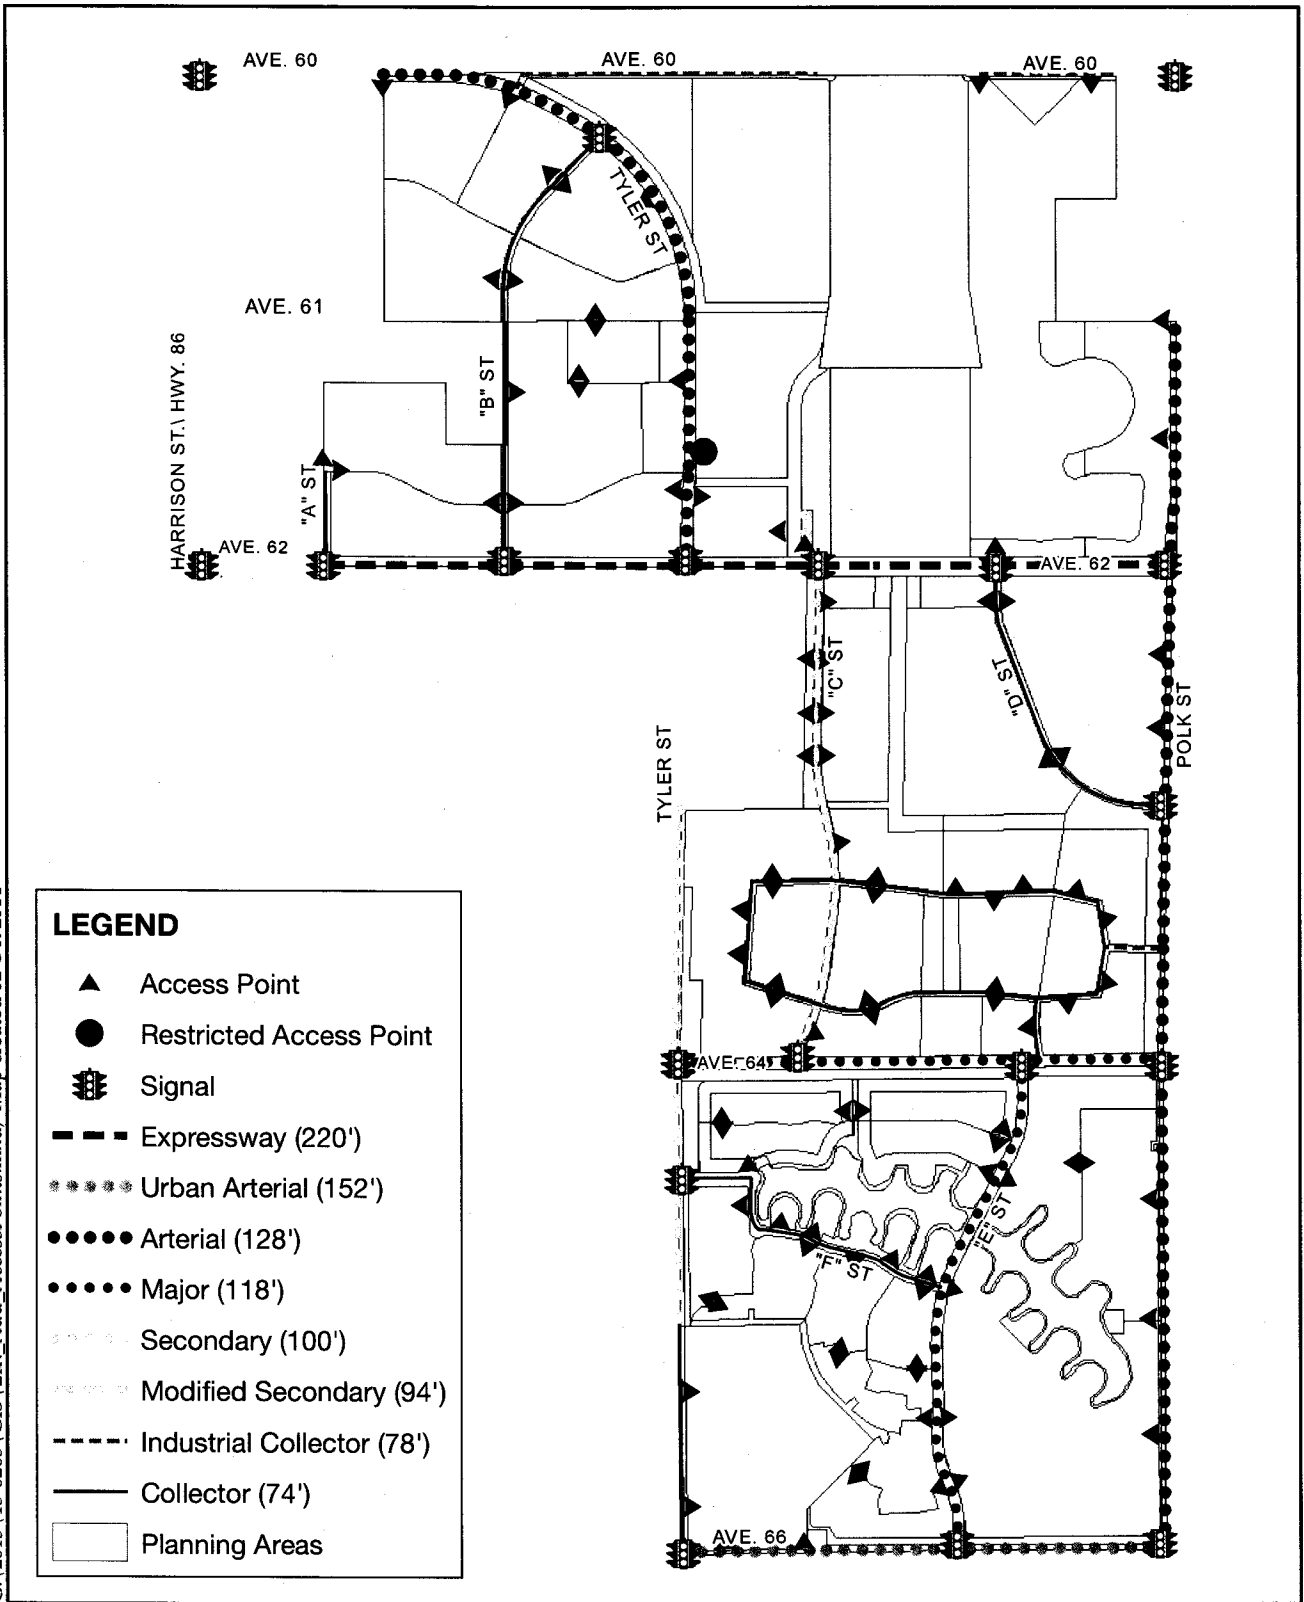 AVE. 60
AVE. 60
AVE. 60
TYLER ST
AVE. 61
HARRISON ST.\ HWY. 86
"B" ST
"A" ST
AVE. 62
AVE. 62
"C" ST
"D" ST
POLK ST
TYLER ST
AVE. 64
"E" ST
"F" ST
AVE. 66
LEGEND
Access Point
Restricted Access Point
Signal
Expressway (220')
Urban Arterial (152')
Arterial (128')
Major (118')
Secondary (100')
Modified Secondary (94')
Industrial Collector (78')
Collector (74')
Planning Areas